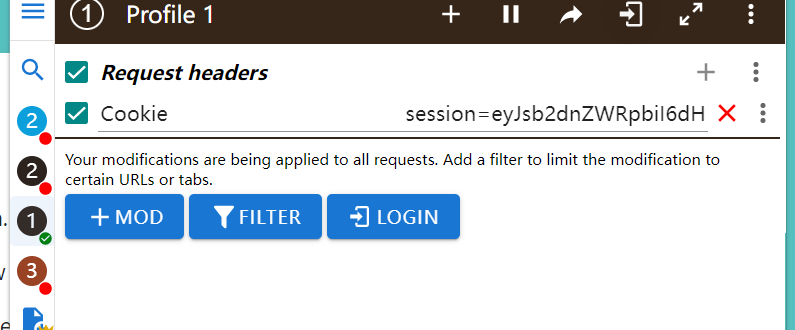 1 Profile 1
Request headers
Cookie session=eyJsb2dnZWRpbiI6dH
Your modifications are being applied to all requests. Add a filter to limit the modification to
certain URLs or tabs.
MOD FILTER LOGIN
2
2
1
3